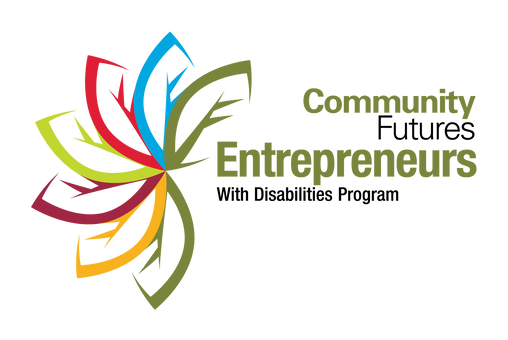 Community
Futures
Entrepreneurs
With Disabilities Program